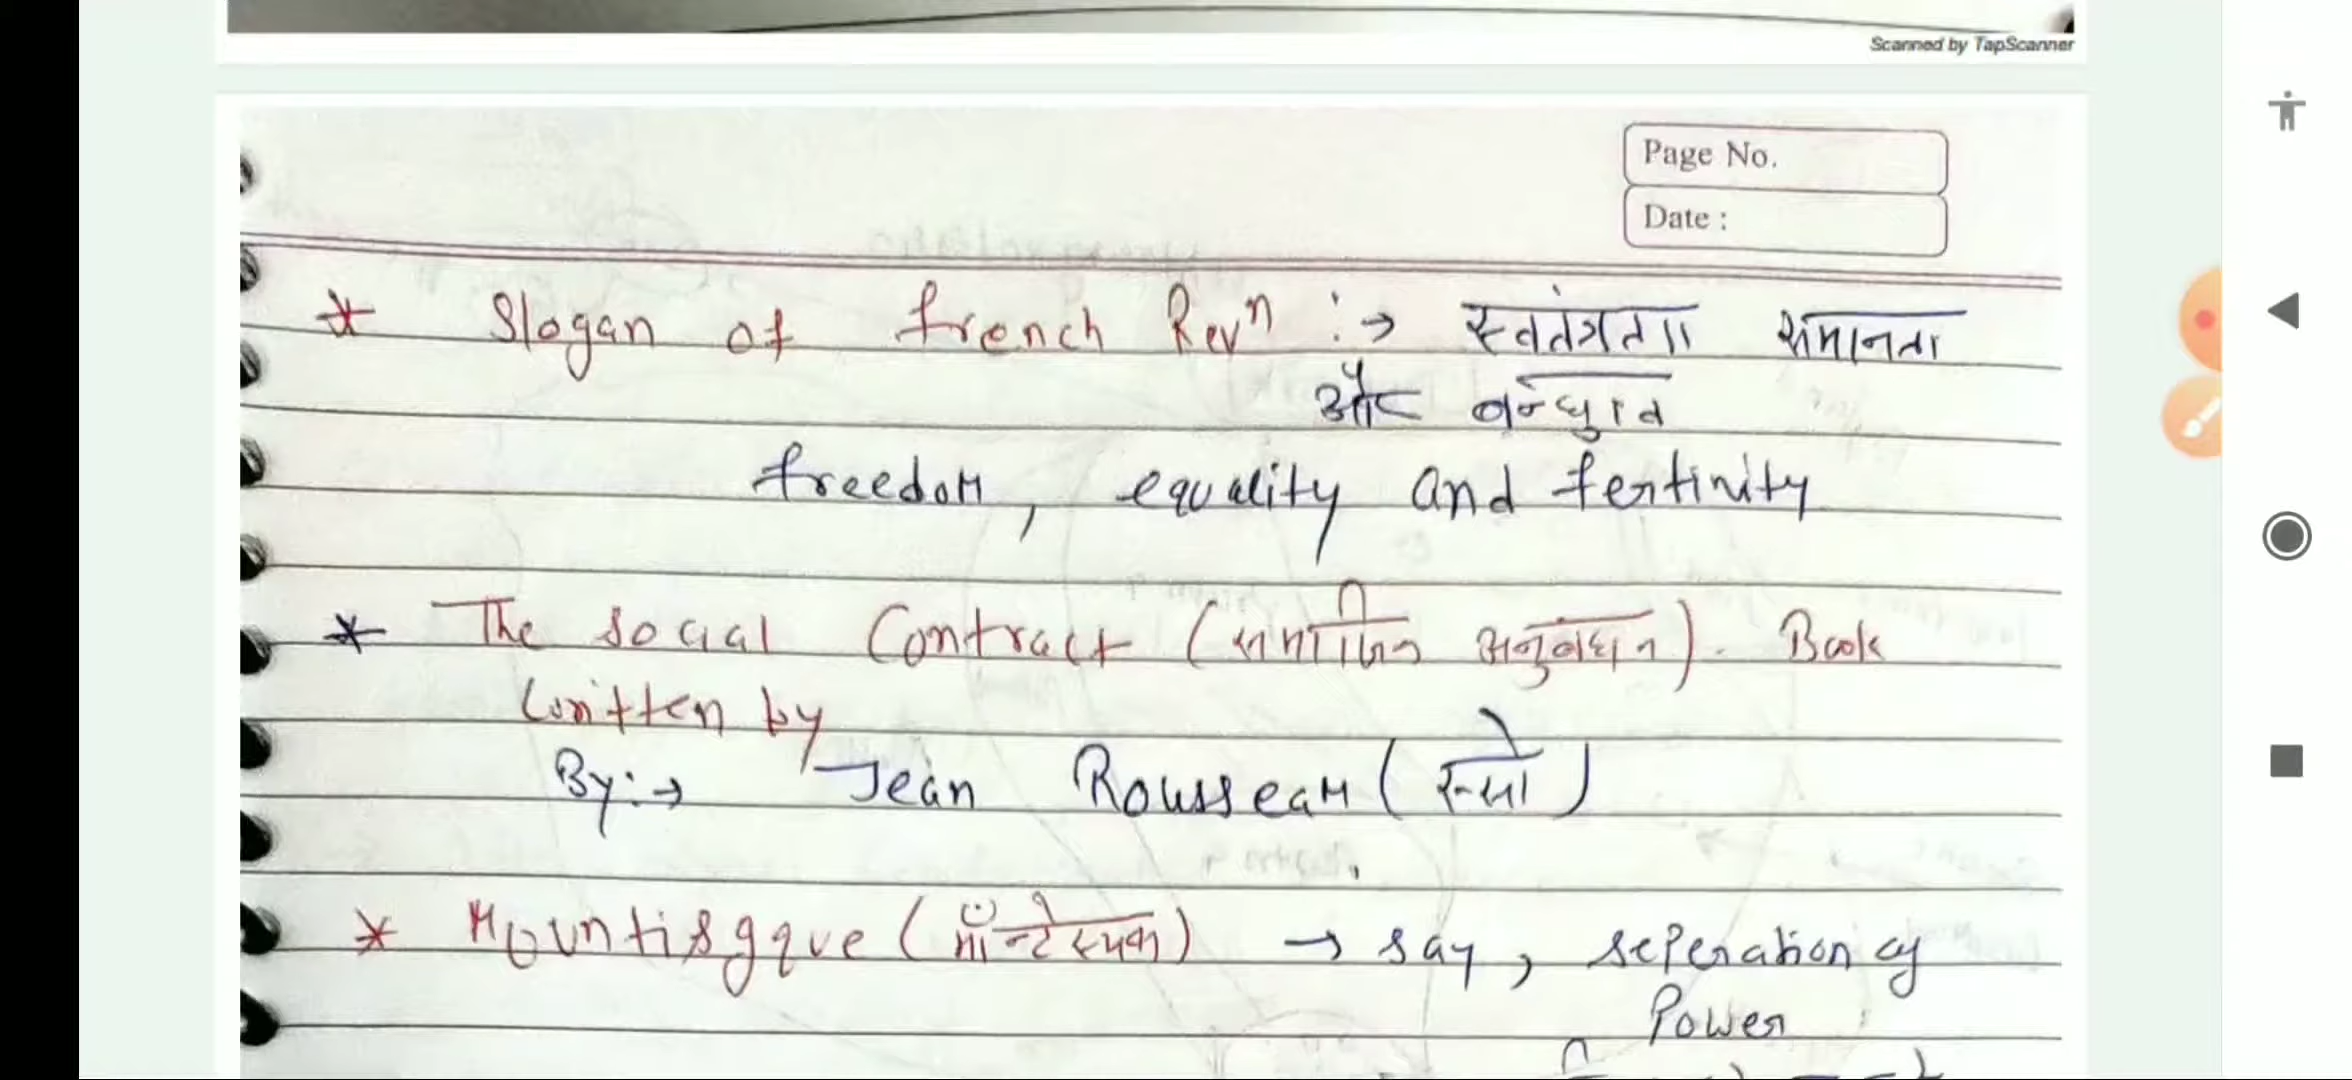 Scanned by TapScanner
Page No.
Date :
* Slogan of french Revⁿ :→ स्वतंत्रता समानता
और बन्धुत्व
freedom, equality and fertinity
* The social Contract (सामाजिक अनुबंधन). Book
written by
By:→ Jean Rousseau (रूसो)
* Mountisgque (मॉन्टेस्क्यू) → say, seperation of
Power